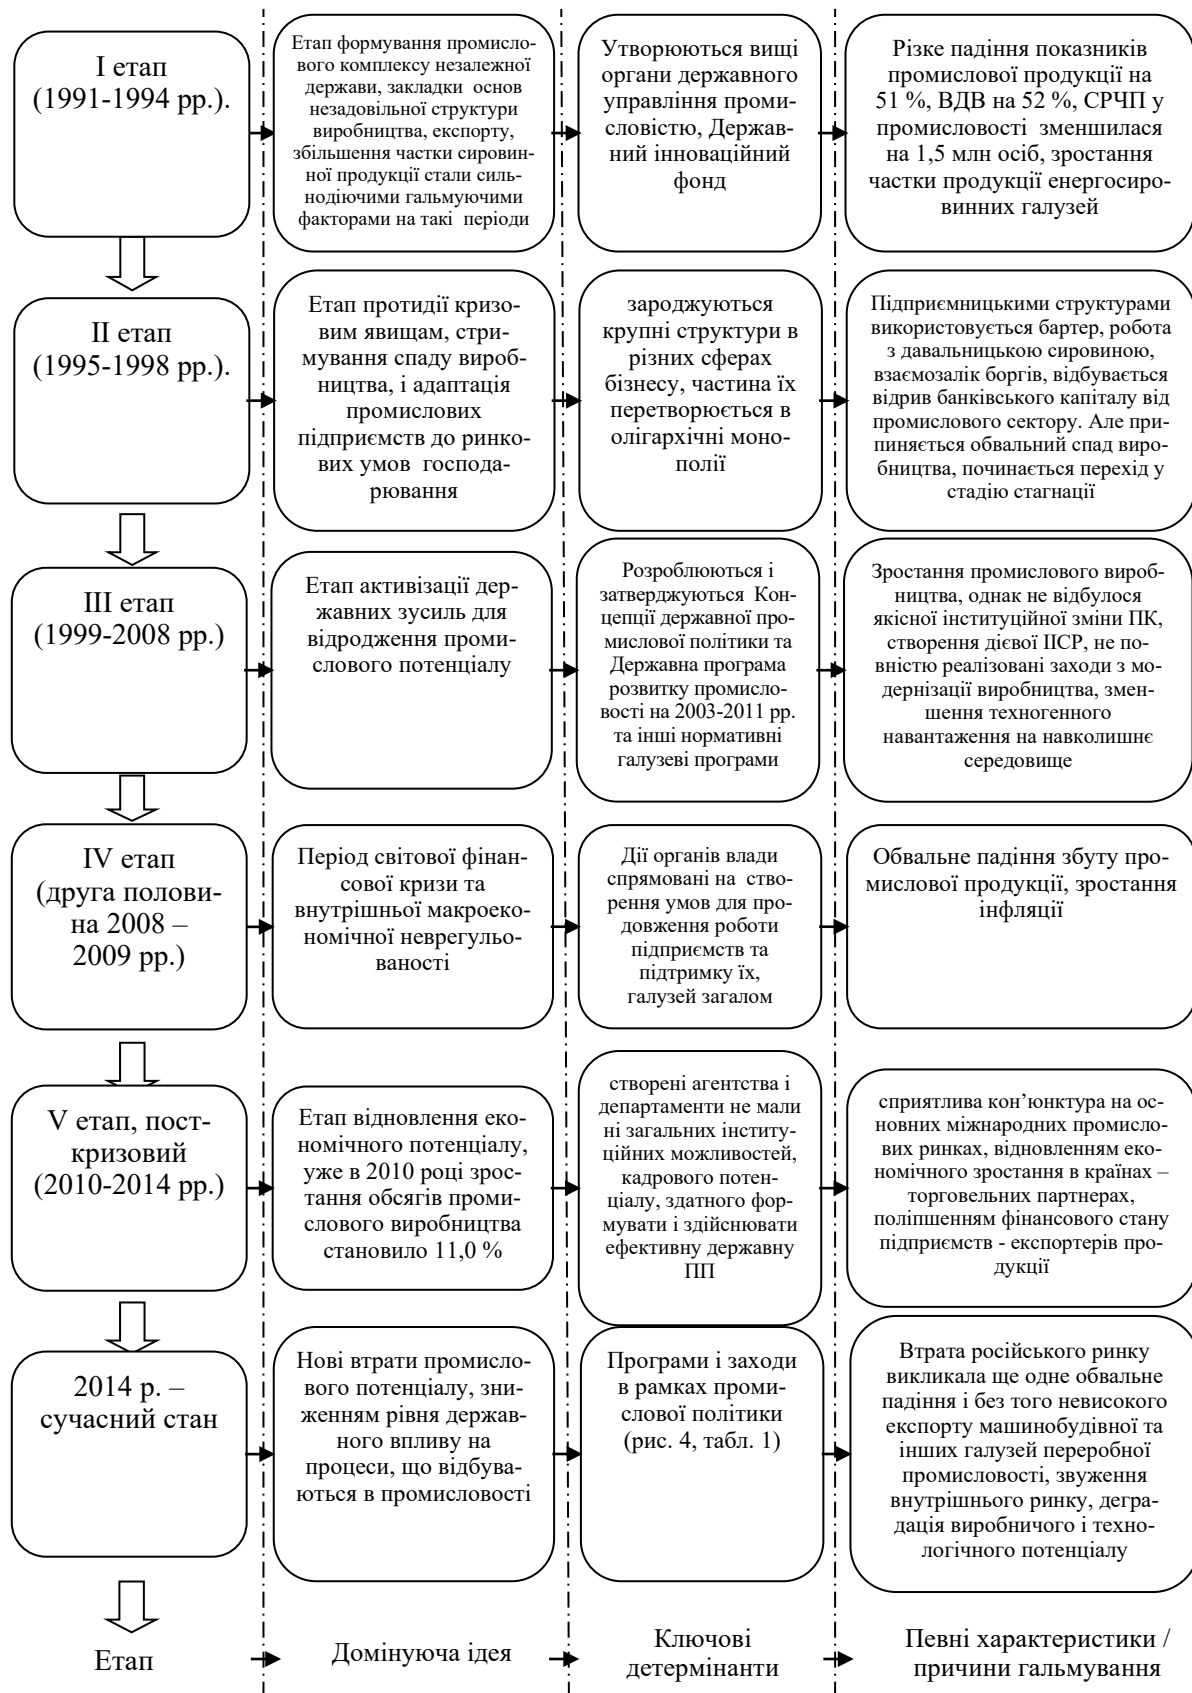 I етап
(1991-1994 рр.).
Етап формування промисло-
вого комплексу незалежної
держави, закладки основ
незадовільної структури
виробництва, експорту,
збільшення частки сировин-
ної продукції стали силь-
нодіючими гальмуючими
факторами на такі періоди
Утворюються вищі
органи державного
управління проми-
словістю, Держав-
ний інноваційний
фонд
Різке падіння показників
промислової продукції на
51 %, ВДВ на 52 %, СРЧП у
промисловості зменшилася
на 1,5 млн осіб, зростання
частки продукції енергосиро-
винних галузей
II етап
(1995-1998 рр.).
Етап протидії кризо-
вим явищам, стри-
мування спаду виро-
бництва, і адаптація
промислових
підприємств до ринко-
вих умов господа-
рювання
зароджуються
крупні структури в
різних сферах
бізнесу, частина їх
перетворюється в
олігархічні моно-
полії
Підприємницькими структурами
використовується бартер, робота
з давальницькою сировиною,
взаємозалік боргів, відбувається
відрив банківського капіталу від
промислового сектору. Але при-
пиняється обвальний спад виро-
бництва, починається перехід у
стадію стагнації
III етап
(1999-2008 рр.)
Етап активізації дер-
жавних зусиль для
відродження проми-
слового потенціалу
Розроблюються і
затверджуються Кон-
цепції державної про-
мислової політики та
Державна програма
розвитку промисло-
вості на 2003-2011 рр.
та інші нормативні
галузеві програми
Зростання промислового вироб-
ництва, однак не відбулося
якісної інституційної зміни ПК,
створення дієвої ІІСР, не по-
вністю реалізовані заходи з мо-
дернізації виробництва, змен-
шення техногенного
навантаження на навколишнє
середовище
IV етап
(друга полови-
на 2008 –
2009 рр.)
Період світової фінан-
сової кризи та
внутрішньої макроеко-
номічної неврегульо-
ваності
Дії органів влади
спрямовані на ство-
рення умов для про-
довження роботи
підприємств та
підтримку їх,
галузей загалом
Обвальне падіння збуту про-
мислової продукції, зростання
інфляції
V етап, пост-
кризовий
(2010-2014 рр.)
Етап відновлення еко-
номічного потенціалу,
уже в 2010 році зрос-
тання обсягів проми-
слового виробництва
становило 11,0 %
створені агентства і
департаменти не мали
ні загальних інститу-
ційних можливостей,
кадрового потен-
ціалу, здатного фор-
мувати і здійснювати
ефективну державну
ПП
сприятлива кон’юнктура на ос-
новних міжнародних промисло-
вих ринках, відновленням еко-
номічного зростання в країнах –
торговельних партнерах,
поліпшенням фінансового стану
підприємств - експортерів про-
дукції
2014 р. –
сучасний стан
Нові втрати промисло-
вого потенціалу, зни-
женням рівня держав-
ного впливу на
процеси, що відбува-
ються в промисловості
Програми і заходи
в рамках проми-
слової політики
(рис. 4, табл. 1)
Втрата російського ринку
викликала ще одне обвальне
падіння і без того невисокого
експорту машинобудівної та
інших галузей переробної
промисловості, звуження
внутрішнього ринку, дегра-
дація виробничого і техно-
логічного потенціалу
Етап
Домінуюча ідея
Ключові
детермінанти
Певні характеристики /
причини гальмування